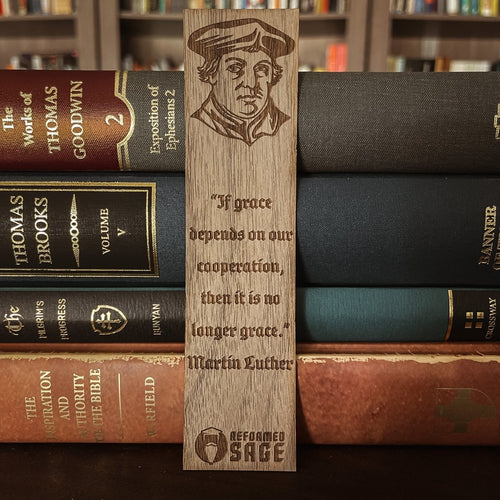 The
Works of
THOMAS
GOODWIN
2
Exposition of
Ephesians 2
THOMAS
BROOKS
VOLUME
V
BANNER
The
PILGRIM'S
PROGRESS
BUNYAN
CROSSWAY
THE
INSPIRATION
AND
AUTHORITY
OF THE BIBLE
WARFIELD
"If grace
depends on our
cooperation,
then it is no
longer grace."
Martin Luther
REFORMED
SAGE